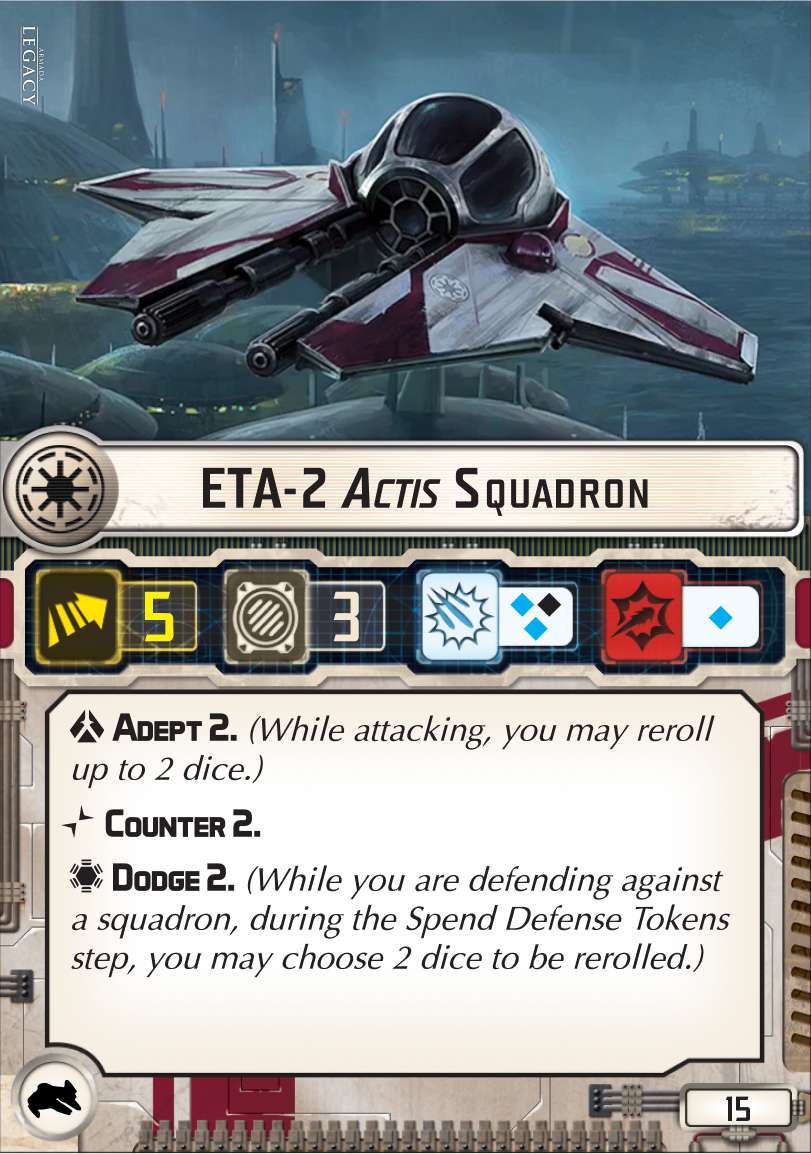 ARMADA
LEGACY
ETA-2 Actis Squadron
5 3
Adept 2. (While attacking, you may reroll
up to 2 dice.)
Counter 2.
Dodge 2. (While you are defending against
a squadron, during the Spend Defense Tokens
step, you may choose 2 dice to be rerolled.)
15